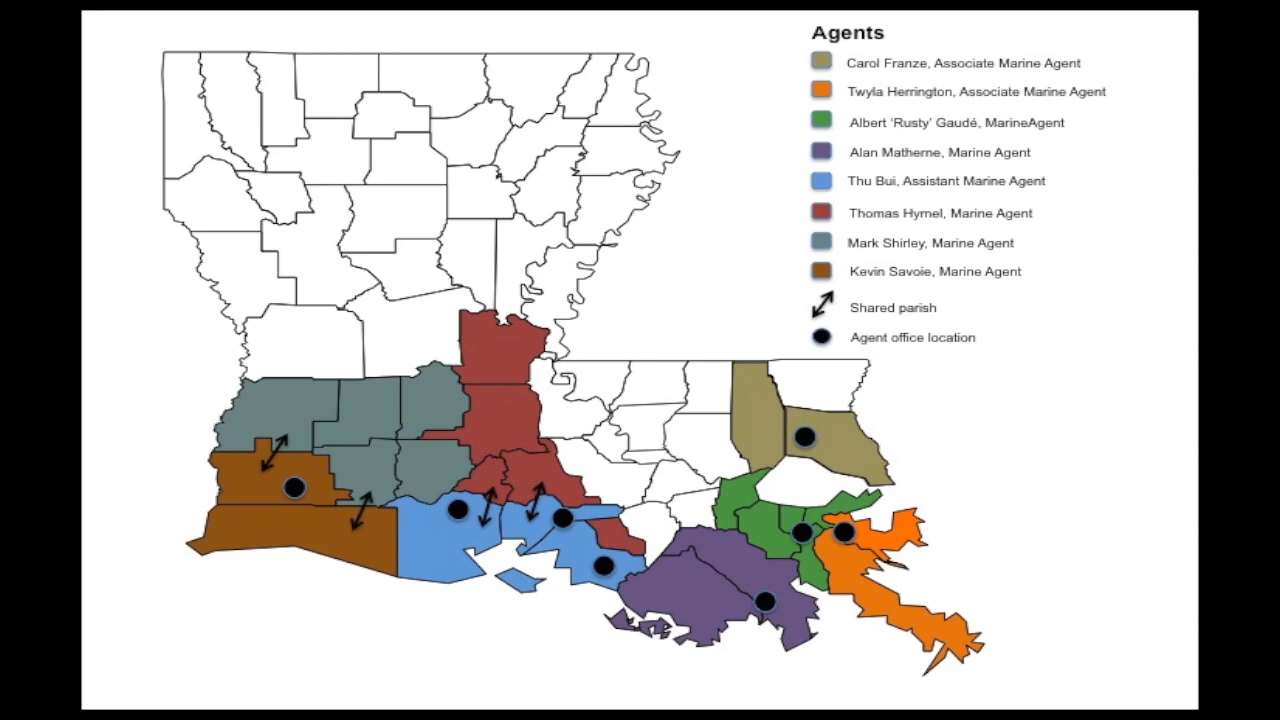 Agents
Carol Franze, Associate Marine Agent
Twyla Herrington, Associate Marine Agent
Albert ‘Rusty’ Gaudé, MarineAgent
Alan Matherne, Marine Agent
Thu Bui, Assistant Marine Agent
Thomas Hymel, Marine Agent
Mark Shirley, Marine Agent
Kevin Savoie, Marine Agent
Shared parish
Agent office location